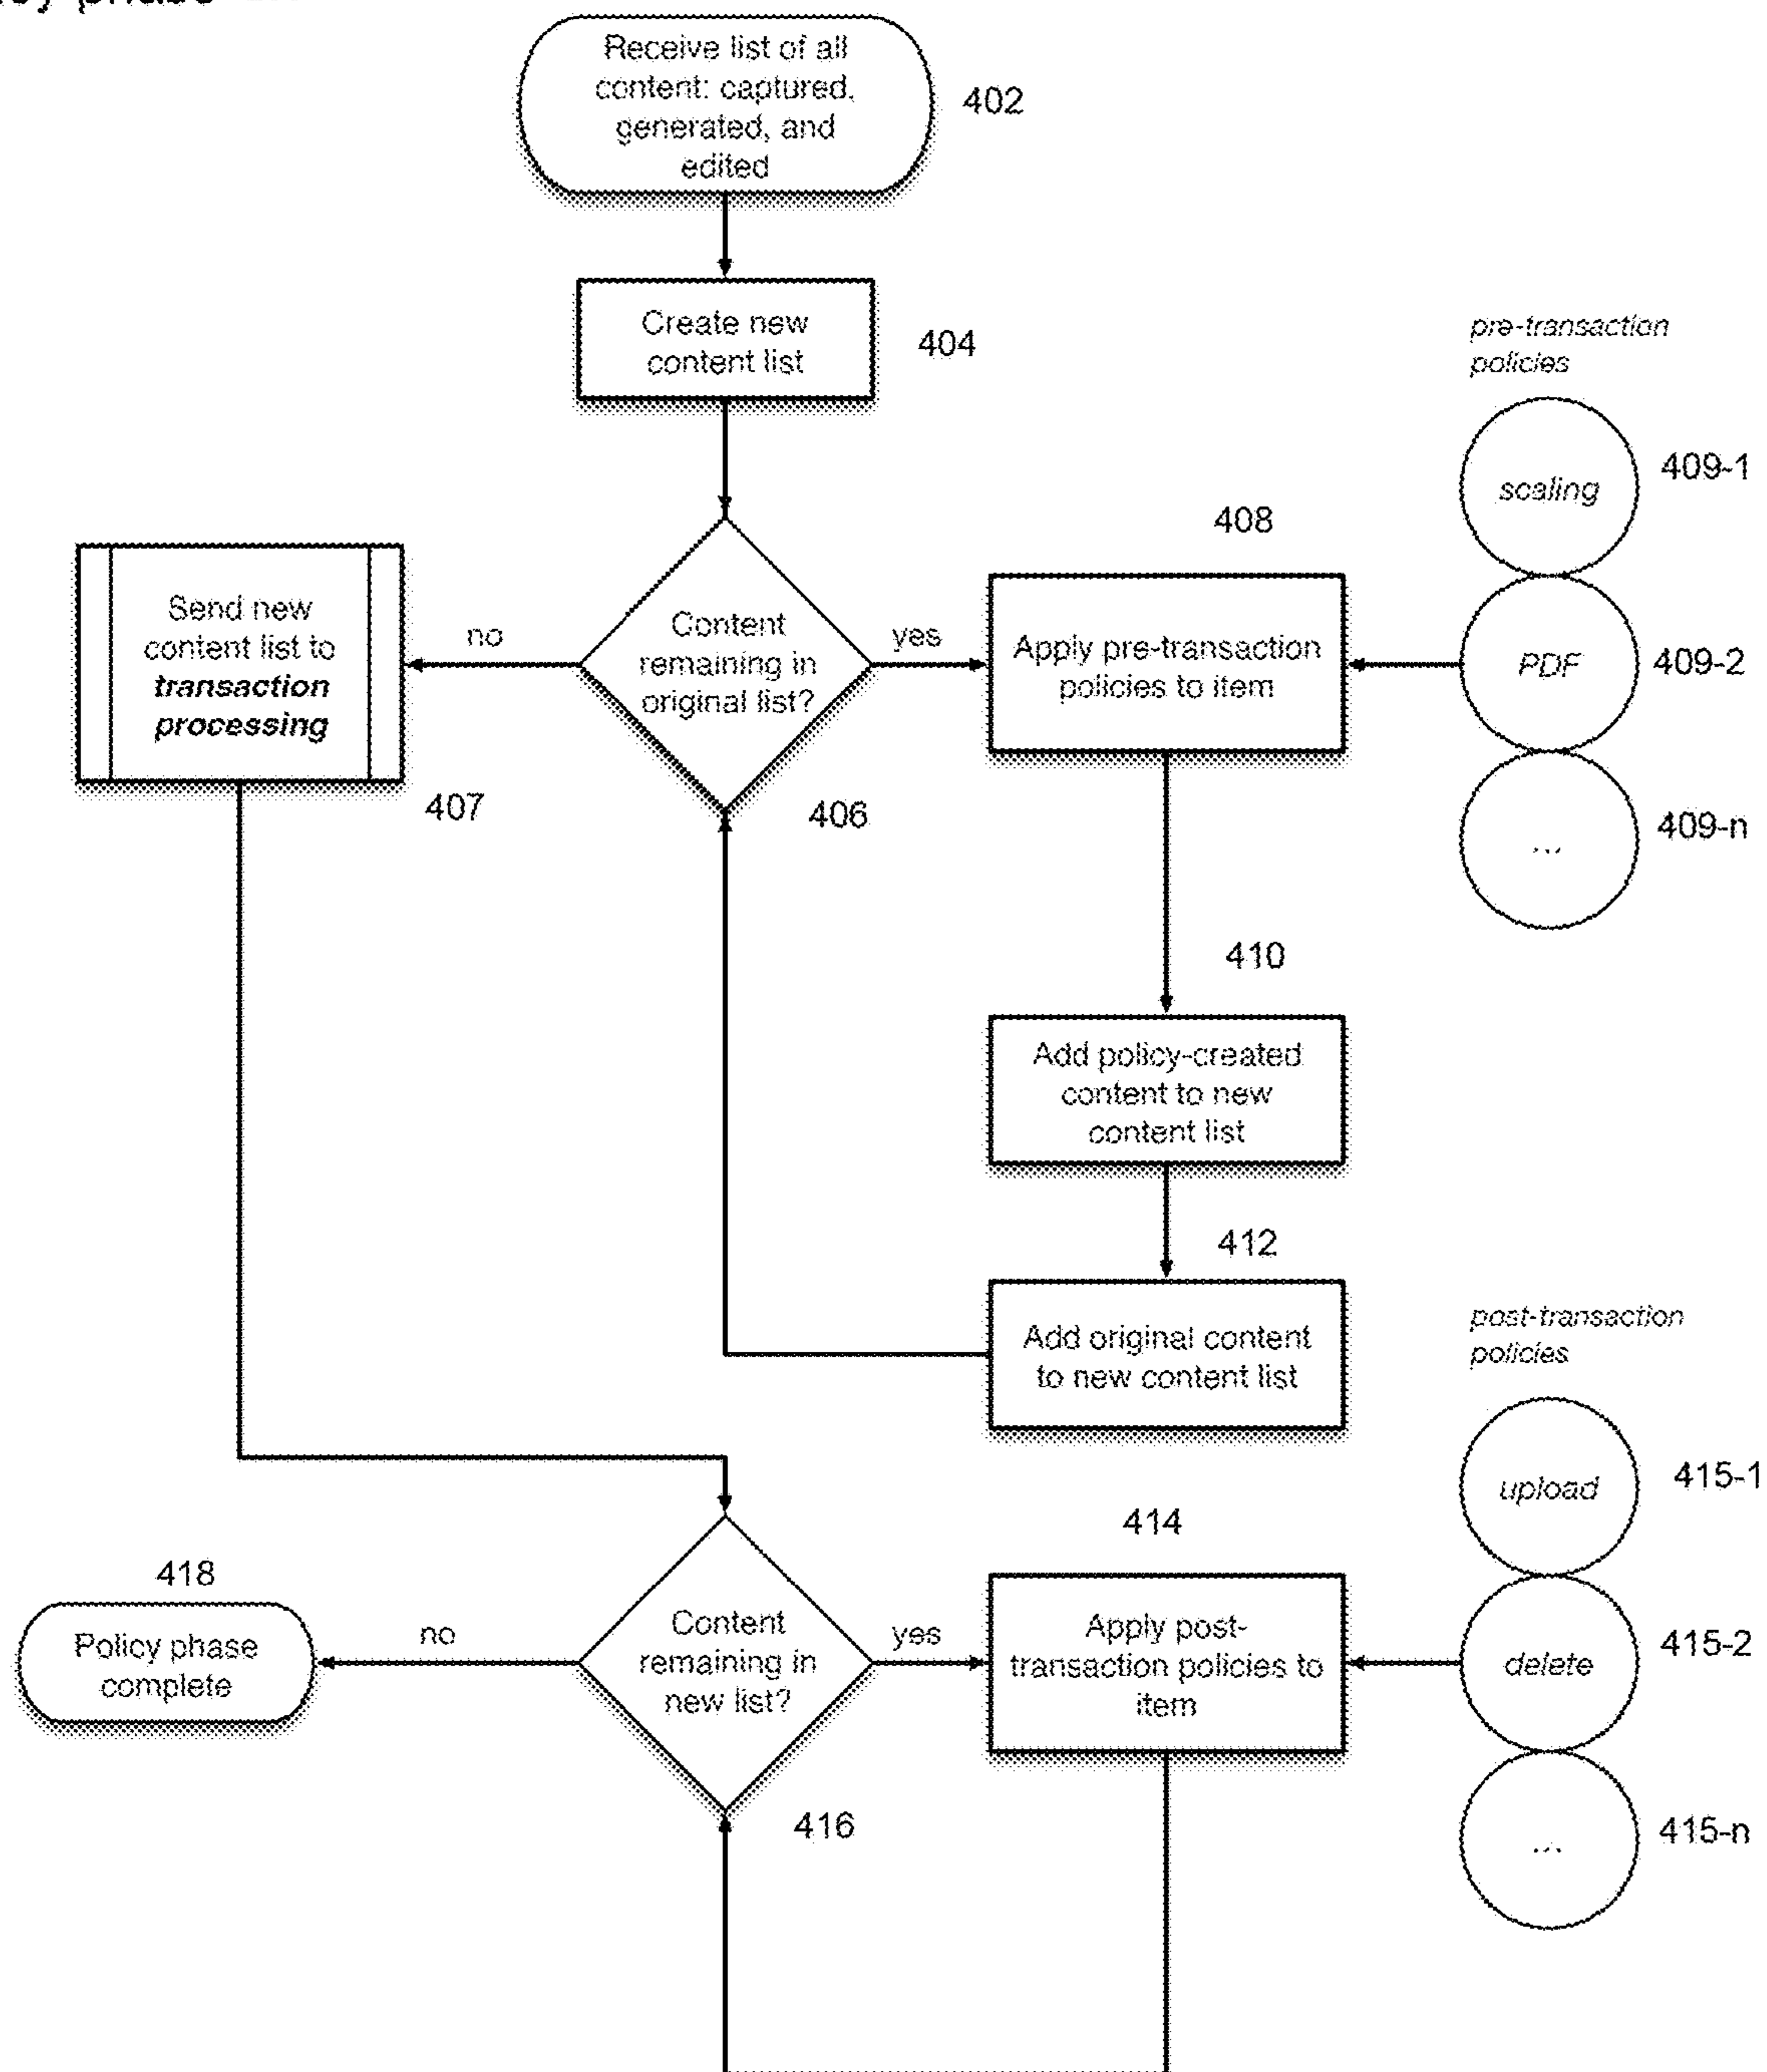 Receive list of all
content: captured,
generated, and
edited
402
Create new
content list
404
pre-transaction
policies
scaling
409-1
408
Send new
content list to
transaction
processing
407
no
Content
remaining in
original list?
406
yes
Apply pre-transaction
policies to item
PDF
409-2
...
409-n
410
Add policy-created
content to new
content list
412
Add original content
to new content list
post-transaction
policies
upload
415-1
414
418
Policy phase
complete
no
Content
remaining in
new list?
416
yes
Apply post-
transaction policies to
item
delete
415-2
...
415-n